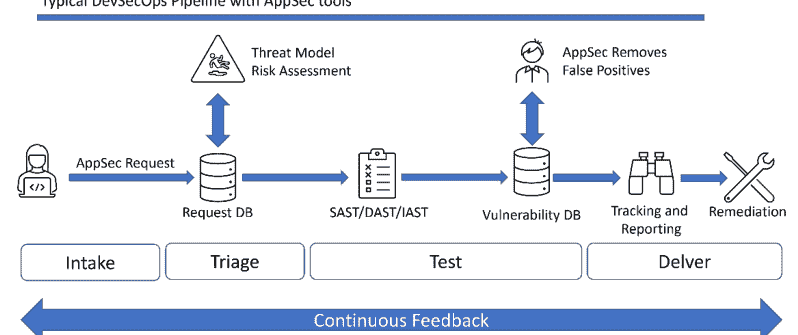 Typical DevSecOps Pipeline with AppSec tools
Threat Model
Risk Assessment
AppSec Removes
False Positives
AppSec Request
</>
Request DB
SAST/DAST/IAST
Vulnerability DB
Tracking and
Reporting
Remediation
Intake
Triage
Test
Delver
Continuous Feedback